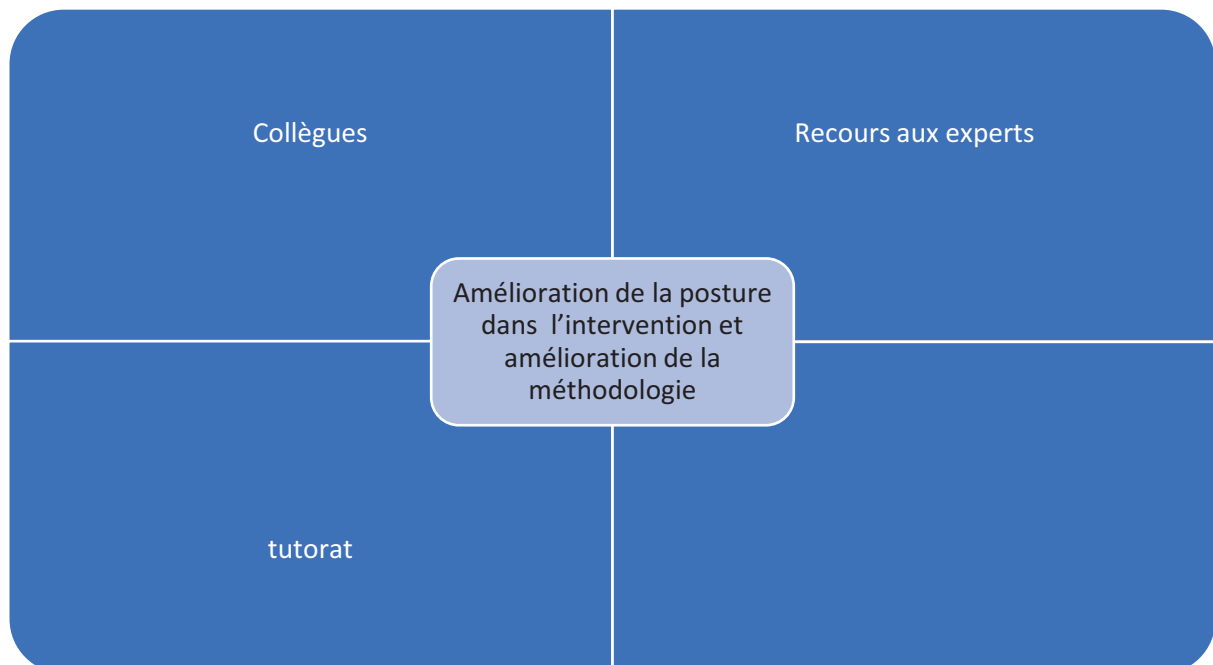 Collègues
Recours aux experts
Amélioration de la posture
dans l’intervention et
amélioration de la
méthodologie
tutorat